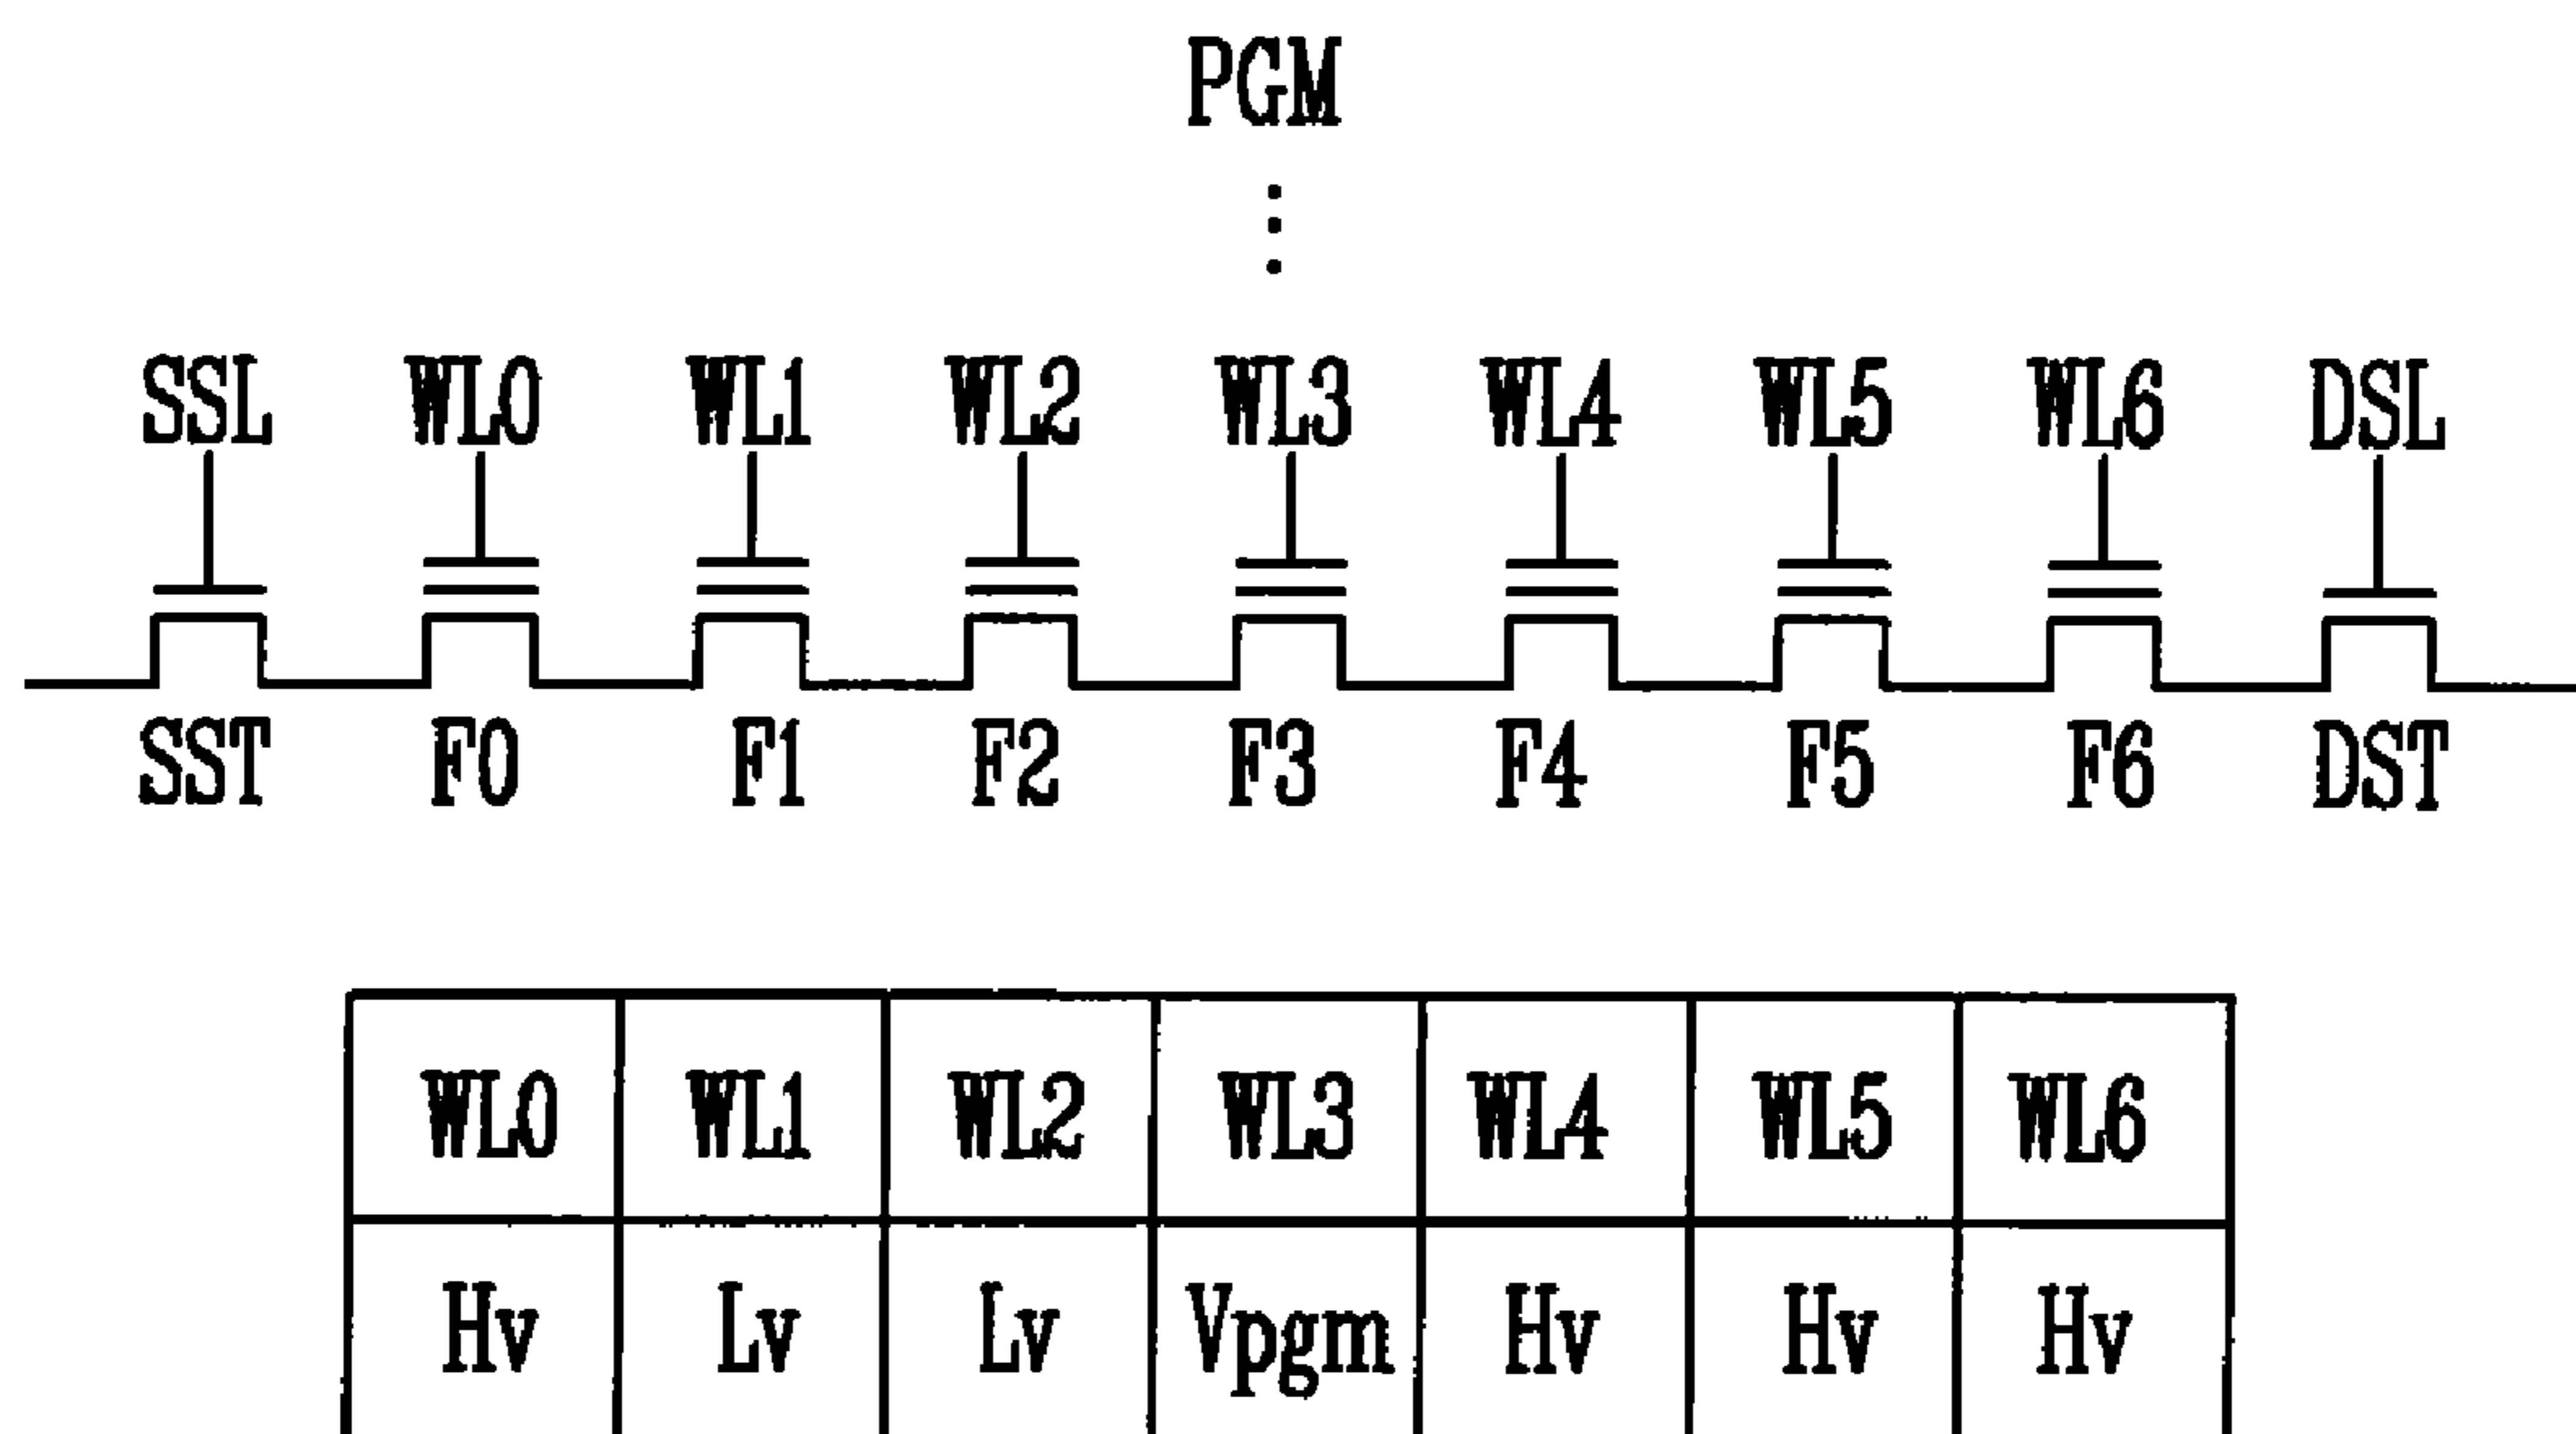 PGM
SSL WL0 WL1 WL2 WL3 WL4 WL5 WL6 DSL
SST F0 F1 F2 F3 F4 F5 F6 DST
WL0 WL1 WL2 WL3 WL4 WL5 WL6
Hv Lv Lv Vpgm Hv Hv Hv